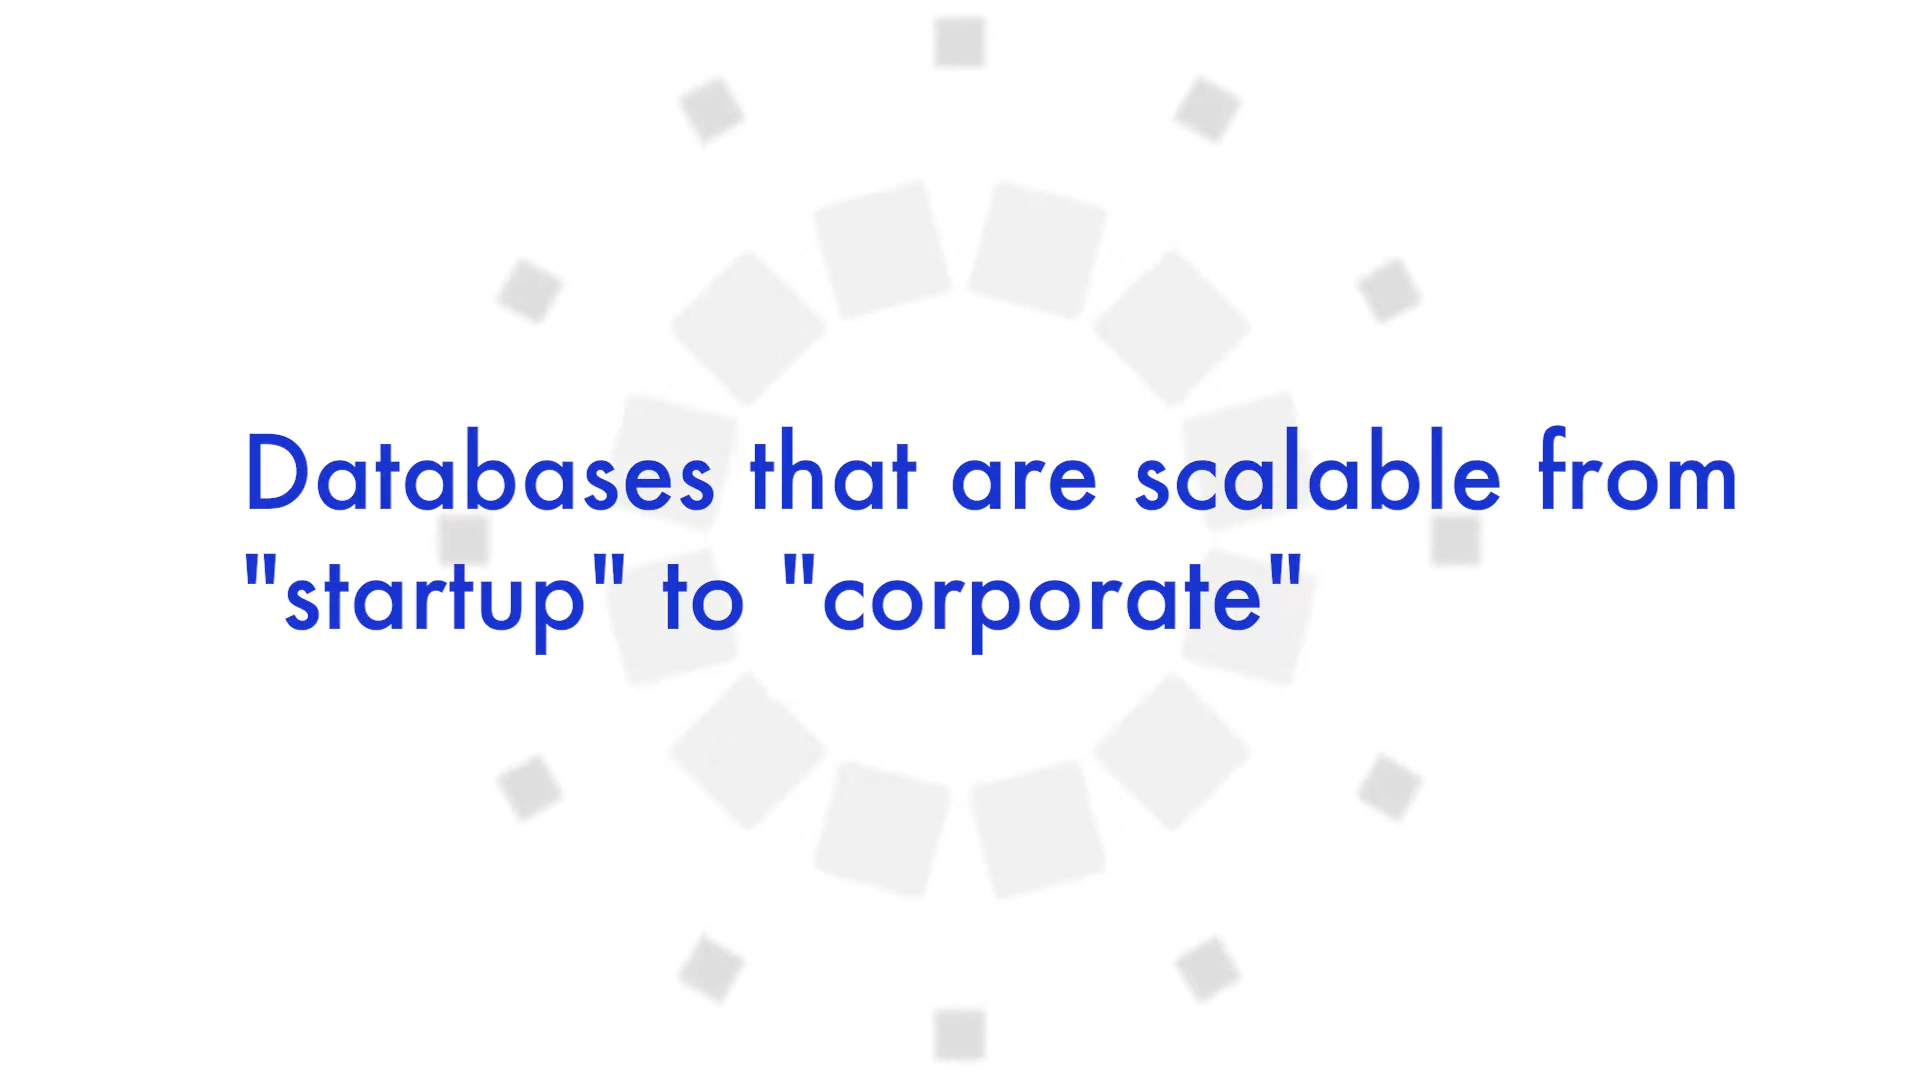 Databases that are scalable from
"startup" to "corporate"